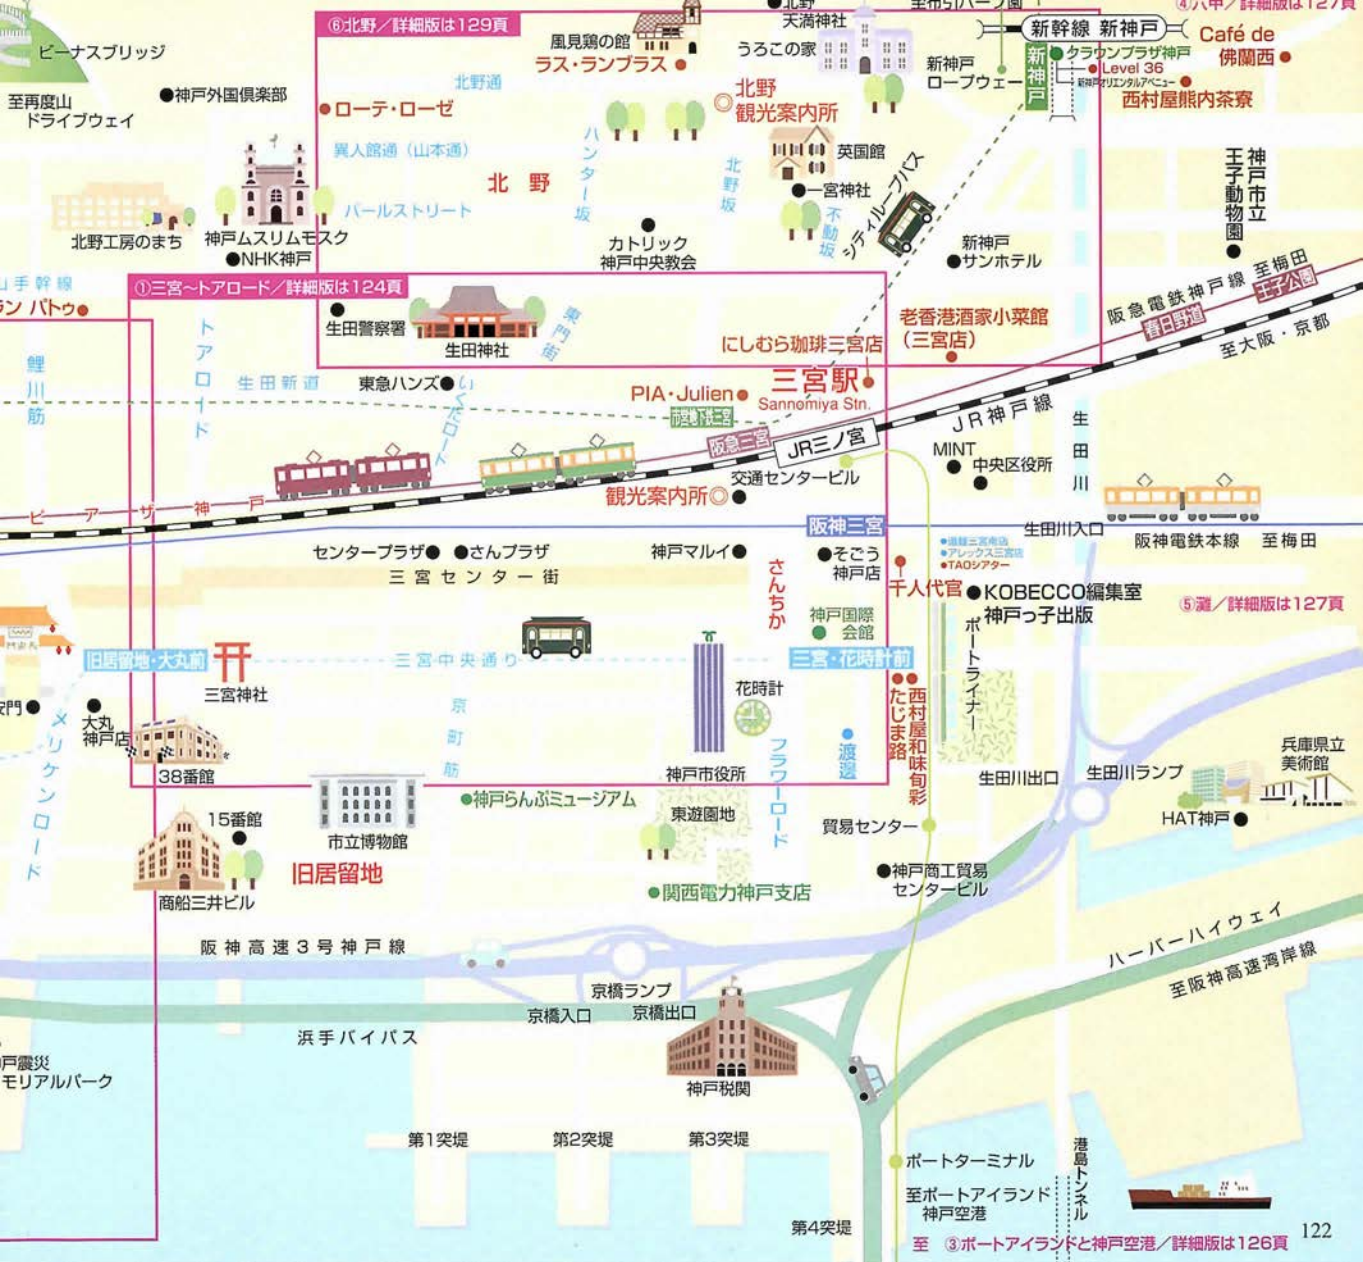 ⑥北野／詳細版は129頁
ビーナスブリッジ
至再度山
ドライブウェイ
神戸外国倶楽部
ローテ・ローゼ
風見鶏の館
ラス・ランブラス
北野
天満神社
うろこの家
新神戸
ロープウェー
新幹線 新神戸
新神戸
クラウンプラザ神戸
Level 36
新神戸オリエンタルアベニュー
西村屋熊内茶寮
④六甲／詳細版は127頁
Café de
佛蘭西
北野通
異人館通（山本通）
パールストリート
北野
ハンター坂
北野
観光案内所
北野坂
英国館
一宮神社
不動坂
シティループバス
新神戸
サンホテル
神戸市立
王子動物園
北野工房のまち
神戸ムスリムモスク
NHK神戸
カトリック
神戸中央教会
山手幹線
ラン パトゥ
①三宮〜トアロード／詳細版は124頁
生田警察署
生田神社
東門街
にしむら珈琲三宮店
老香港酒家小菜館
（三宮店）
阪急電鉄神戸線 至梅田
王子公園
春日野道
至大阪・京都
鯉川筋
トアロード
生田新道
東急ハンズ
いくたロード
PIA・Julien
三宮駅
Sannomiya Stn.
市営地下鉄三宮
阪急三宮
JR三ノ宮
JR神戸線
生田川
MINT
中央区役所
交通センタービル
観光案内所
ピアザ神戸
阪神三宮
生田川入口
阪神電鉄本線 至梅田
センタープラザ
さんプラザ
神戸マルイ
三宮センター街
さんちか
そごう
神戸店
アレックス三宮店
TAOシアター
千人代官
KOBECCO編集室
神戸っ子出版
⑤灘／詳細版は127頁
神戸国際
会館
ポートライナー
旧居留地・大丸前
三宮神社
三宮中央通り
三宮・花時計前
花時計
大丸
神戸店
メリケンロード
38番館
京町筋
神戸市役所
フラワーロード
渡邊
たじま路
西村屋和味旬彩
生田川出口
生田川ランプ
兵庫県立
美術館
HAT神戸
15番館
市立博物館
神戸らんぷミュージアム
東遊園地
貿易センター
旧居留地
商船三井ビル
関西電力神戸支店
神戸商工貿易
センタービル
阪神高速3号神戸線
ハーバーハイウェイ
至阪神高速湾岸線
京橋ランプ
京橋入口
京橋出口
浜手バイパス
神戸税関
戸震災
モリアルパーク
第1突堤
第2突堤
第3突堤
第4突堤
ポートターミナル
至ポートアイランド
神戸空港
港島トンネル
至 ③ポートアイランドと神戸空港／詳細版は126頁
122